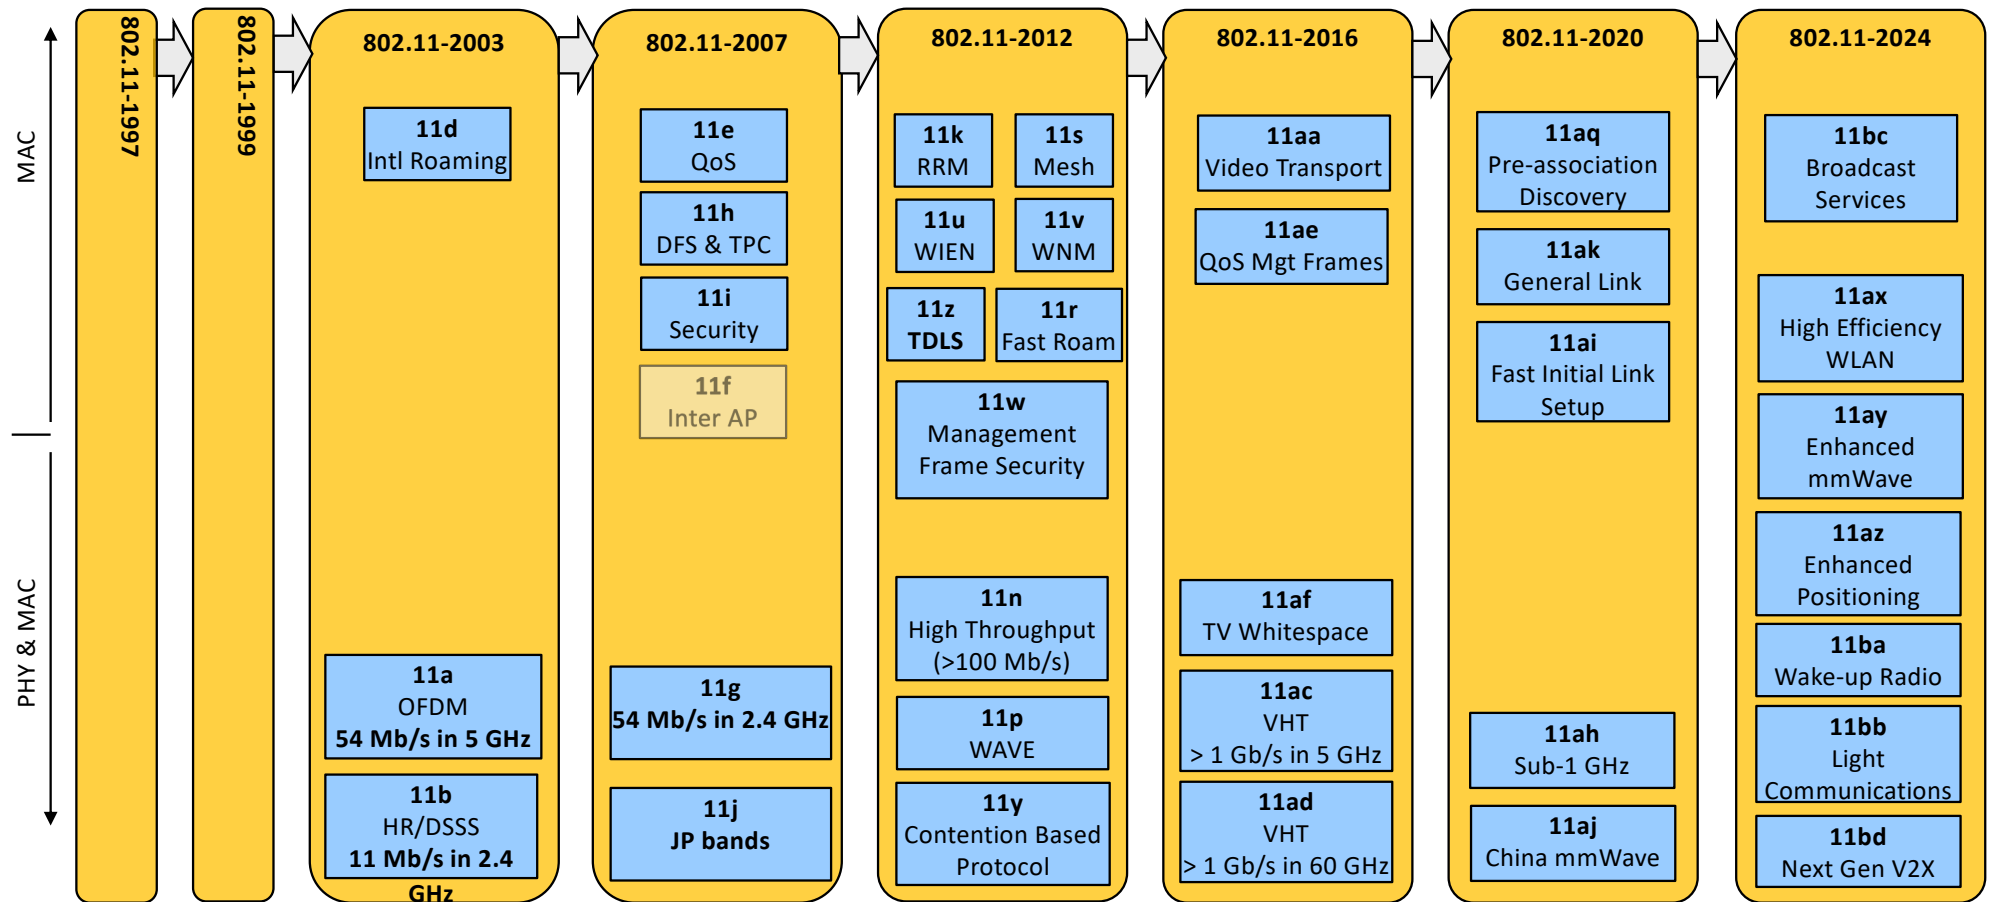 MAC
PHY & MAC
802.11-1997
802.11-1999
802.11-2003
11d
Intl Roaming
11a
OFDM
54 Mb/s in 5 GHz
11b
HR/DSSS
11 Mb/s in 2.4
GHz
802.11-2007
11e
QoS
11h
DFS & TPC
11i
Security
11f
Inter AP
11g
54 Mb/s in 2.4 GHz
11j
JP bands
802.11-2012
11k
RRM
11s
Mesh
11u
WIEN
11v
WNM
11z
TDLS
11r
Fast Roam
11w
Management
Frame Security
11n
High Throughput
(>100 Mb/s)
11p
WAVE
11y
Contention Based
Protocol
802.11-2016
11aa
Video Transport
11ae
QoS Mgt Frames
11af
TV Whitespace
11ac
VHT
> 1 Gb/s in 5 GHz
11ad
VHT
> 1 Gb/s in 60 GHz
802.11-2020
11aq
Pre-association
Discovery
11ak
General Link
11ai
Fast Initial Link
Setup
11ah
Sub-1 GHz
11aj
China mmWave
802.11-2024
11bc
Broadcast
Services
11ax
High Efficiency
WLAN
11ay
Enhanced
mmWave
11az
Enhanced
Positioning
11ba
Wake-up Radio
11bb
Light
Communications
11bd
Next Gen V2X